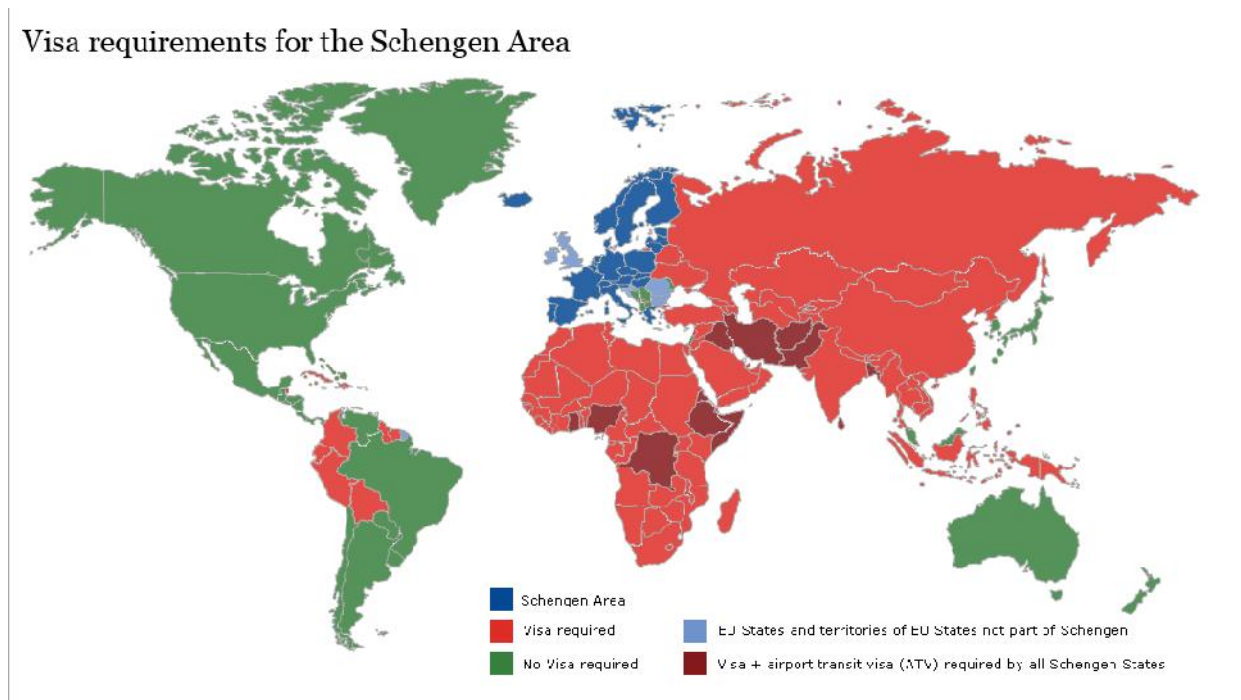 Visa requirements for the Schengen Area
Schengen Area
Visa required
EU States and territories of EU States not part of Schengen
No Visa required
Visa + airport transit visa (ATV) required by all Schengen States